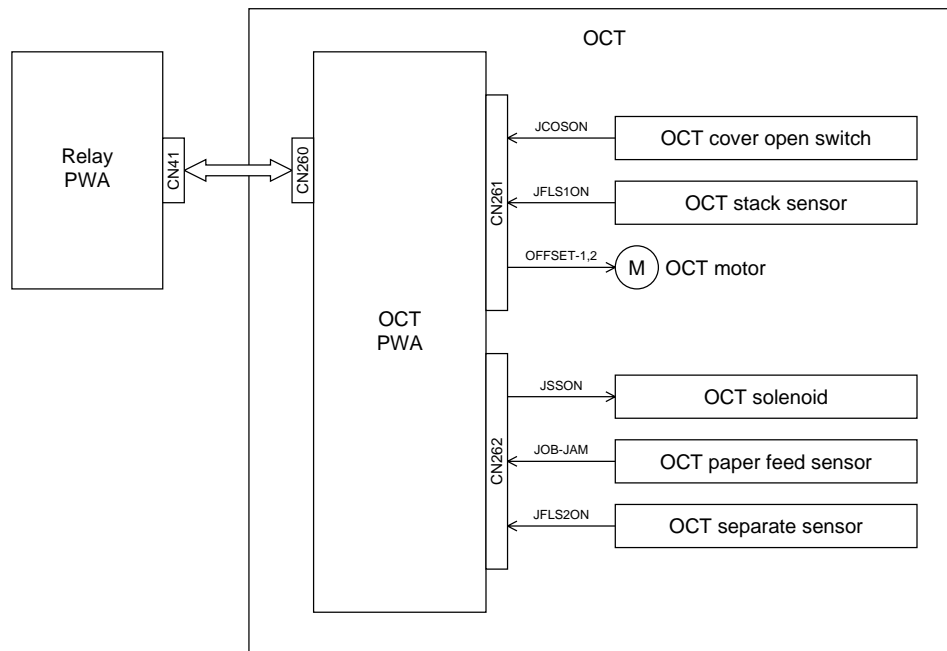 OCT
Relay
PWA
CN41
CN260
OCT
PWA
CN261
JCOSON
OCT cover open switch
JFLS1ON
OCT stack sensor
OFFSET-1,2
M
OCT motor
CN262
JSSON
OCT solenoid
JOB-JAM
OCT paper feed sensor
JFLS2ON
OCT separate sensor